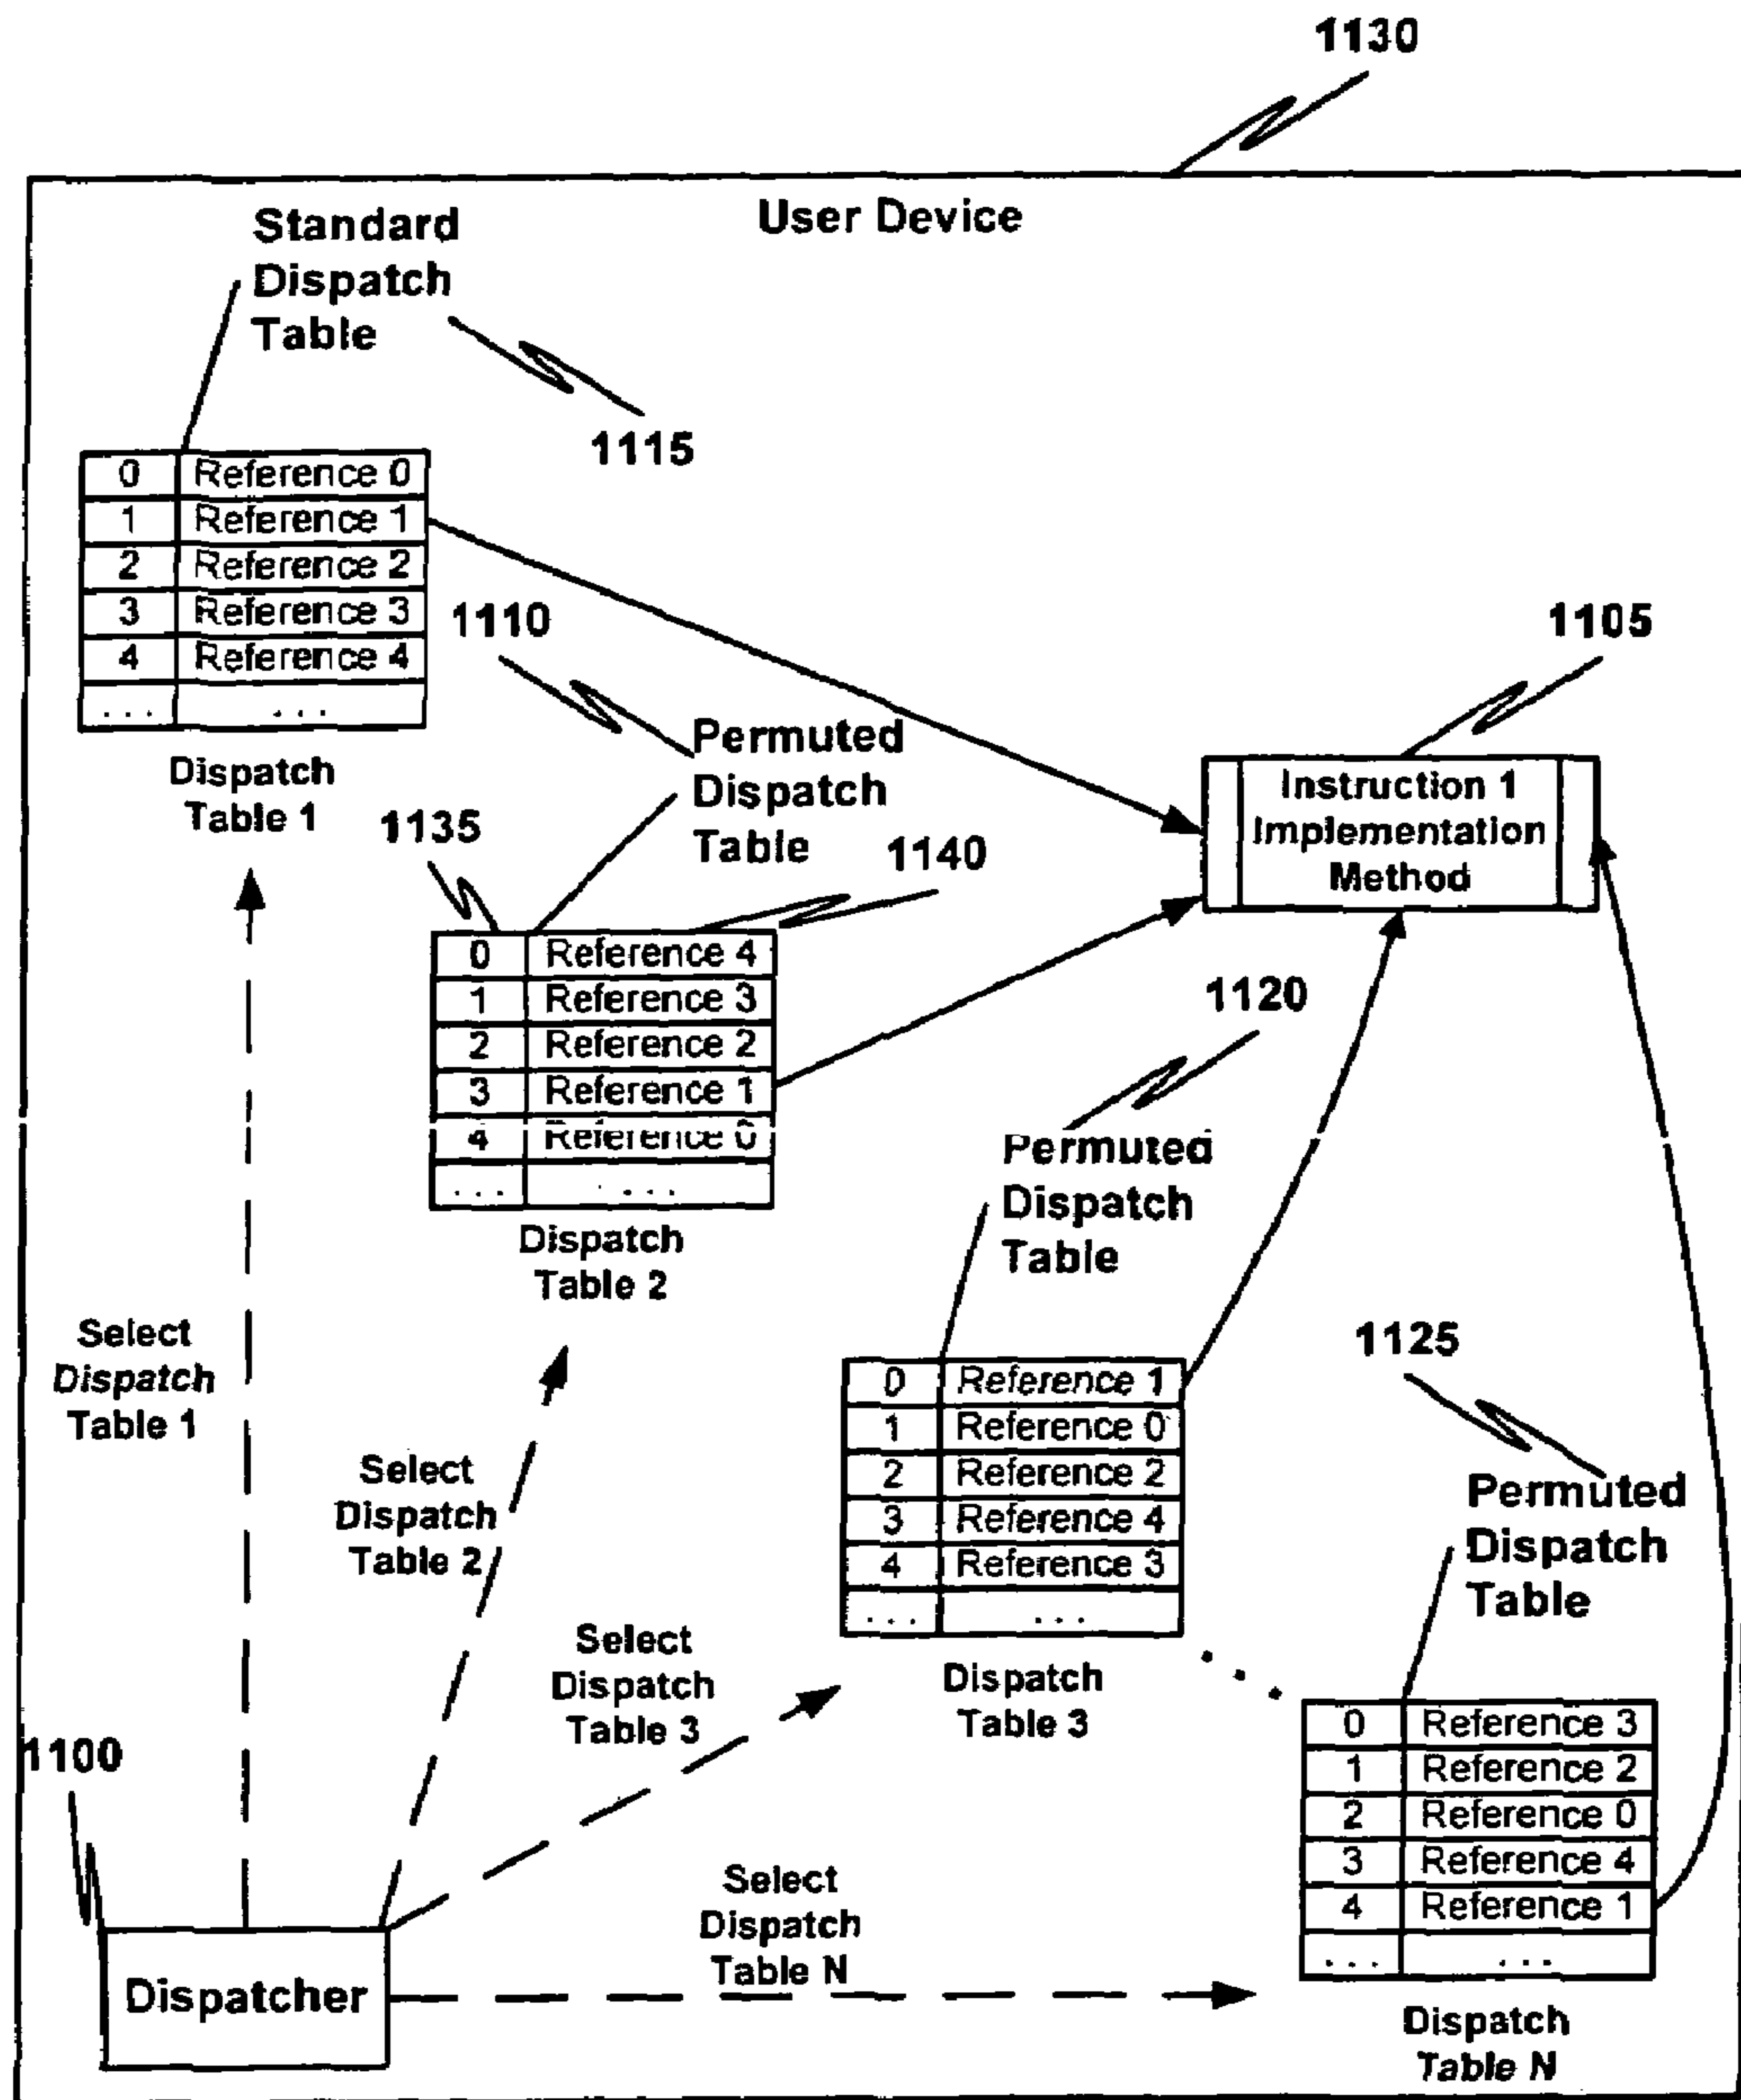 1130
User Device
Standard
Dispatch
Table
1115
0 Reference 0
1 Reference 1
2 Reference 2
3 Reference 3
4 Reference 4
... ...
Dispatch
Table 1
1110
Permuted
Dispatch
Table
1105
Instruction 1
Implementation
Method
1135
1140
0 Reference 4
1 Reference 3
2 Reference 2
3 Reference 1
4 Reference 0
... ....
Dispatch
Table 2
1120
Permuted
Dispatch
Table
0 Reference 1
1 Reference 0
2 Reference 2
3 Reference 4
4 Reference 3
... ...
Dispatch
Table 3
1125
Permuted
Dispatch
Table
0 Reference 3
1 Reference 2
2 Reference 0
3 Reference 4
4 Reference 1
... ...
Dispatch
Table N
Select
Dispatch
Table 1
Select
Dispatch
Table 2
Select
Dispatch
Table 3
Select
Dispatch
Table N
1100
Dispatcher